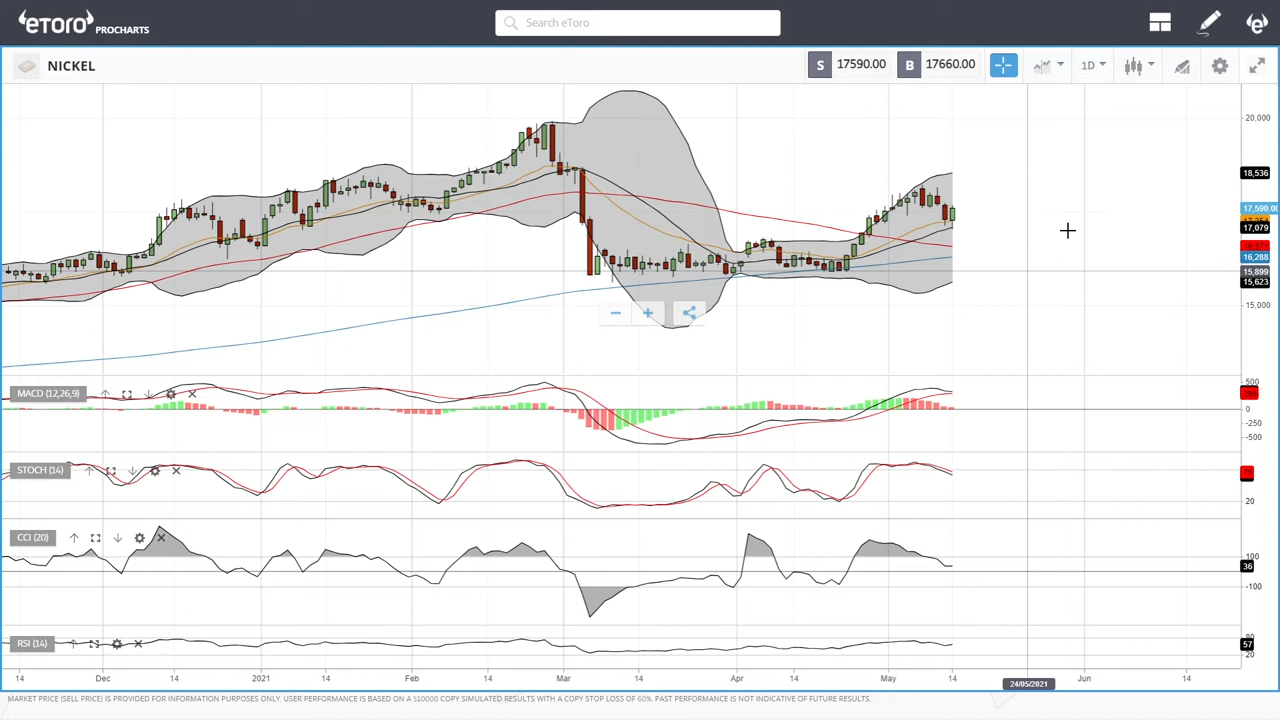 eToro PROCHARTS
Search eToro
NICKEL
S 17590.00 B 17660.00 1D
20,000
18,536
17,590.00
17,079
16,288
15,899
15,623
15,000
MACD (12,26,9)
500
0
-250
-500
STOCH (14)
20
CCI (20)
100
36
-100
RSI (14)
80
57
20
14 Dec 14 2021 14 Feb 14 Mar 14 Apr 14 May 14 24/05/2021 Jun 14
MARKET PRICE (SELL PRICE) IS PROVIDED FOR INFORMATION PURPOSES ONLY. USER PERFORMANCE IS BASED ON A $10000 COPY SIMULATED RESULTS WITH A COPY STOP LOSS OF 60%. PAST PERFORMANCE IS NOT INDICATIVE OF FUTURE RESULTS.